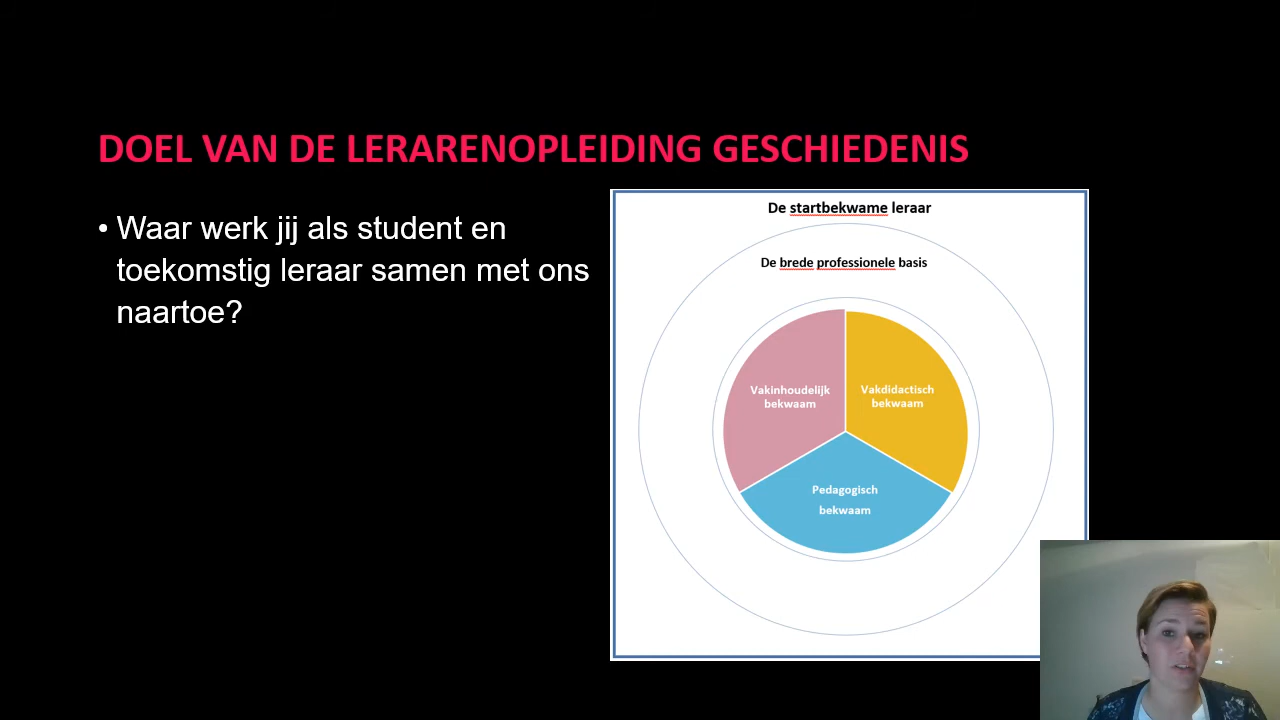 DOEL VAN DE LERARENOPLEIDING GESCHIEDENIS
• Waar werk jij als student en
toekomstig leraar samen met ons
naartoe?
De startbekwame leraar
De brede professionele basis
Vakinhoudelijk
bekwaam
Vakdidactisch
bekwaam
Pedagogisch
bekwaam